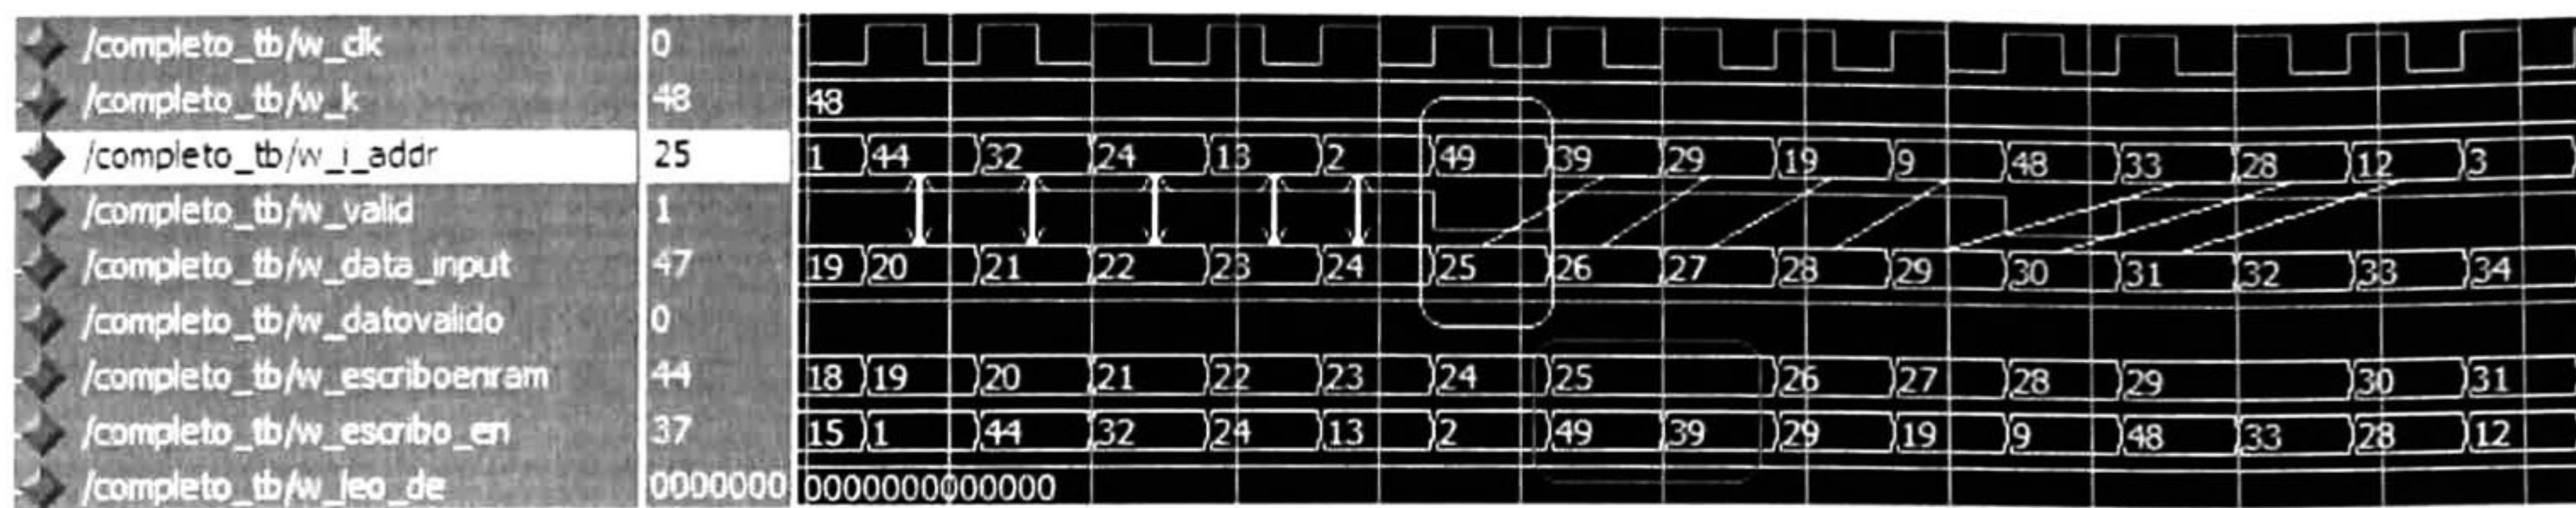 /completo_tb/w_clk 0
/completo_tb/w_k 48 48
/completo_tb/w_i_addr 25 1 44 32 24 13 2 49 39 29 19 9 48 33 28 12 3
/completo_tb/w_valid 1
/completo_tb/w_data_input 47 19 20 21 22 23 24 25 26 27 28 29 30 31 32 33 34
/completo_tb/w_datovalido 0
/completo_tb/w_escriboenram 44 18 19 20 21 22 23 24 25 26 27 28 29 30 31
/completo_tb/w_escribo_en 37 15 1 44 32 24 13 2 49 39 29 19 9 48 33 28 12
/completo_tb/w_leo_de 0000000 0000000000000